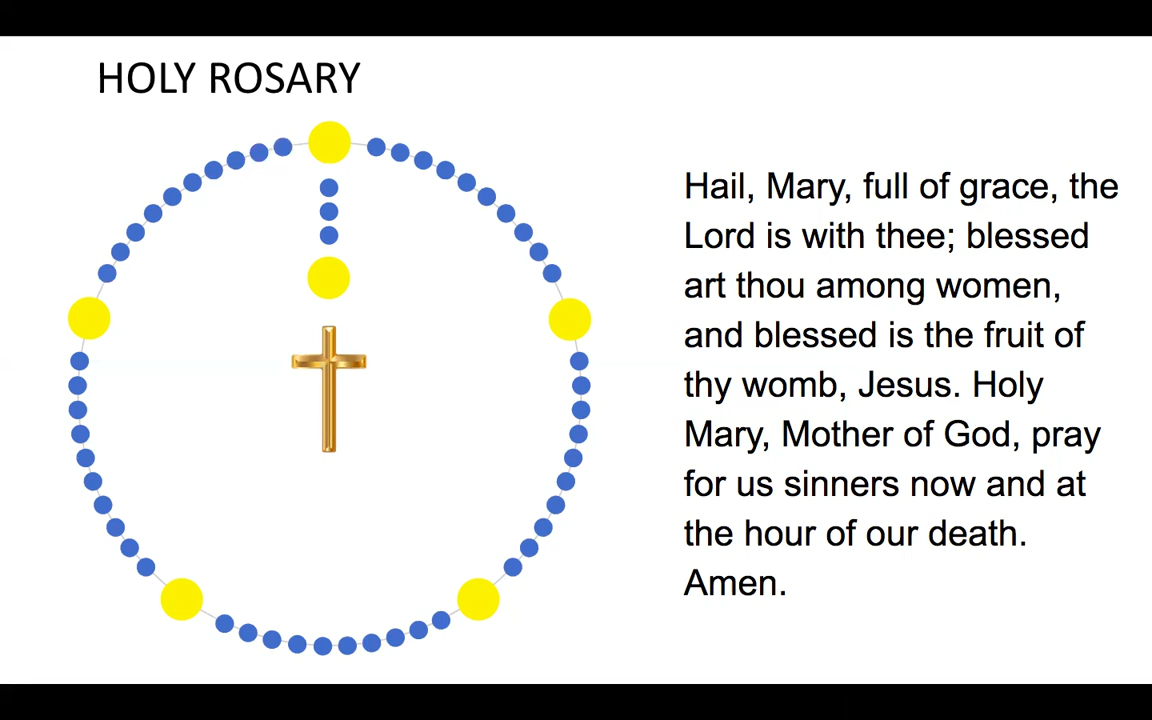 HOLY ROSARY
Hail, Mary, full of grace, the
Lord is with thee; blessed
art thou among women,
and blessed is the fruit of
thy womb, Jesus. Holy
Mary, Mother of God, pray
for us sinners now and at
the hour of our death.
Amen.